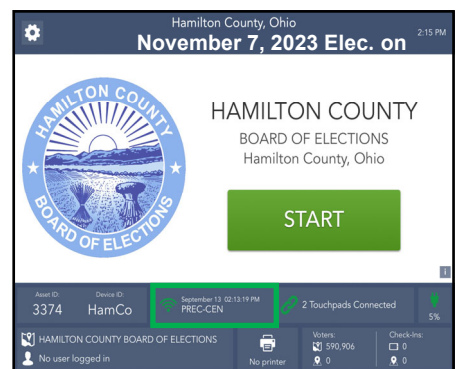 Hamilton County, Ohio
November 7, 2023 Elec. on
2:15 PM
HAMILTON COUNTY
BOARD OF ELECTIONS
HAMILTON COUNTY
BOARD OF ELECTIONS
Hamilton County, Ohio
START
i
Asset ID:
3374
Device ID:
HamCo
September 13 02:13:19 PM
PREC-CEN
2 Touchpads Connected
5%
HAMILTON COUNTY BOARD OF ELECTIONS
No user logged in
No printer
Voters:
590,906
0
Check-Ins:
0
0